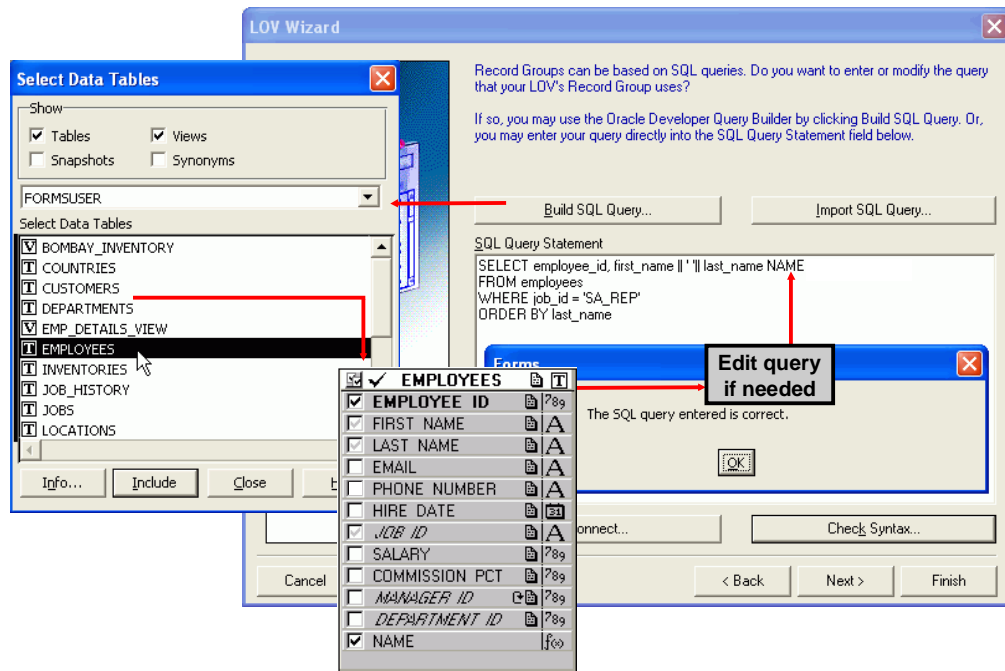 LOV Wizard
Record Groups can be based on SQL queries. Do you want to enter or modify the query
that your LOV's Record Group uses?
If so, you may use the Oracle Developer Query Builder by clicking Build SQL Query. Or,
you may enter your query directly into the SQL Query Statement field below.
Build SQL Query...
Import SQL Query...
SQL Query Statement
SELECT employee_id, first_name || ' '|| last_name NAME
FROM employees
WHERE job_id = 'SA_REP'
ORDER BY last_name
Select Data Tables
Show
Tables
Views
Snapshots
Synonyms
FORMSUSER
Select Data Tables
V BOMBAY_INVENTORY
T COUNTRIES
T CUSTOMERS
T DEPARTMENTS
V EMP_DETAILS_VIEW
T EMPLOYEES
T INVENTORIES
T JOB_HISTORY
T JOBS
T LOCATIONS
Info...
Include
Close
EMPLOYEES T
EMPLOYEE ID 789
FIRST NAME A
LAST NAME A
EMAIL A
PHONE NUMBER A
HIRE DATE 31
JOB ID A
SALARY 789
COMMISSION PCT 789
MANAGER ID 789
DEPARTMENT ID 789
NAME f(x)
Forms
Edit query
if needed
The SQL query entered is correct.
OK
onnect...
Check Syntax...
Cancel
< Back
Next >
Finish